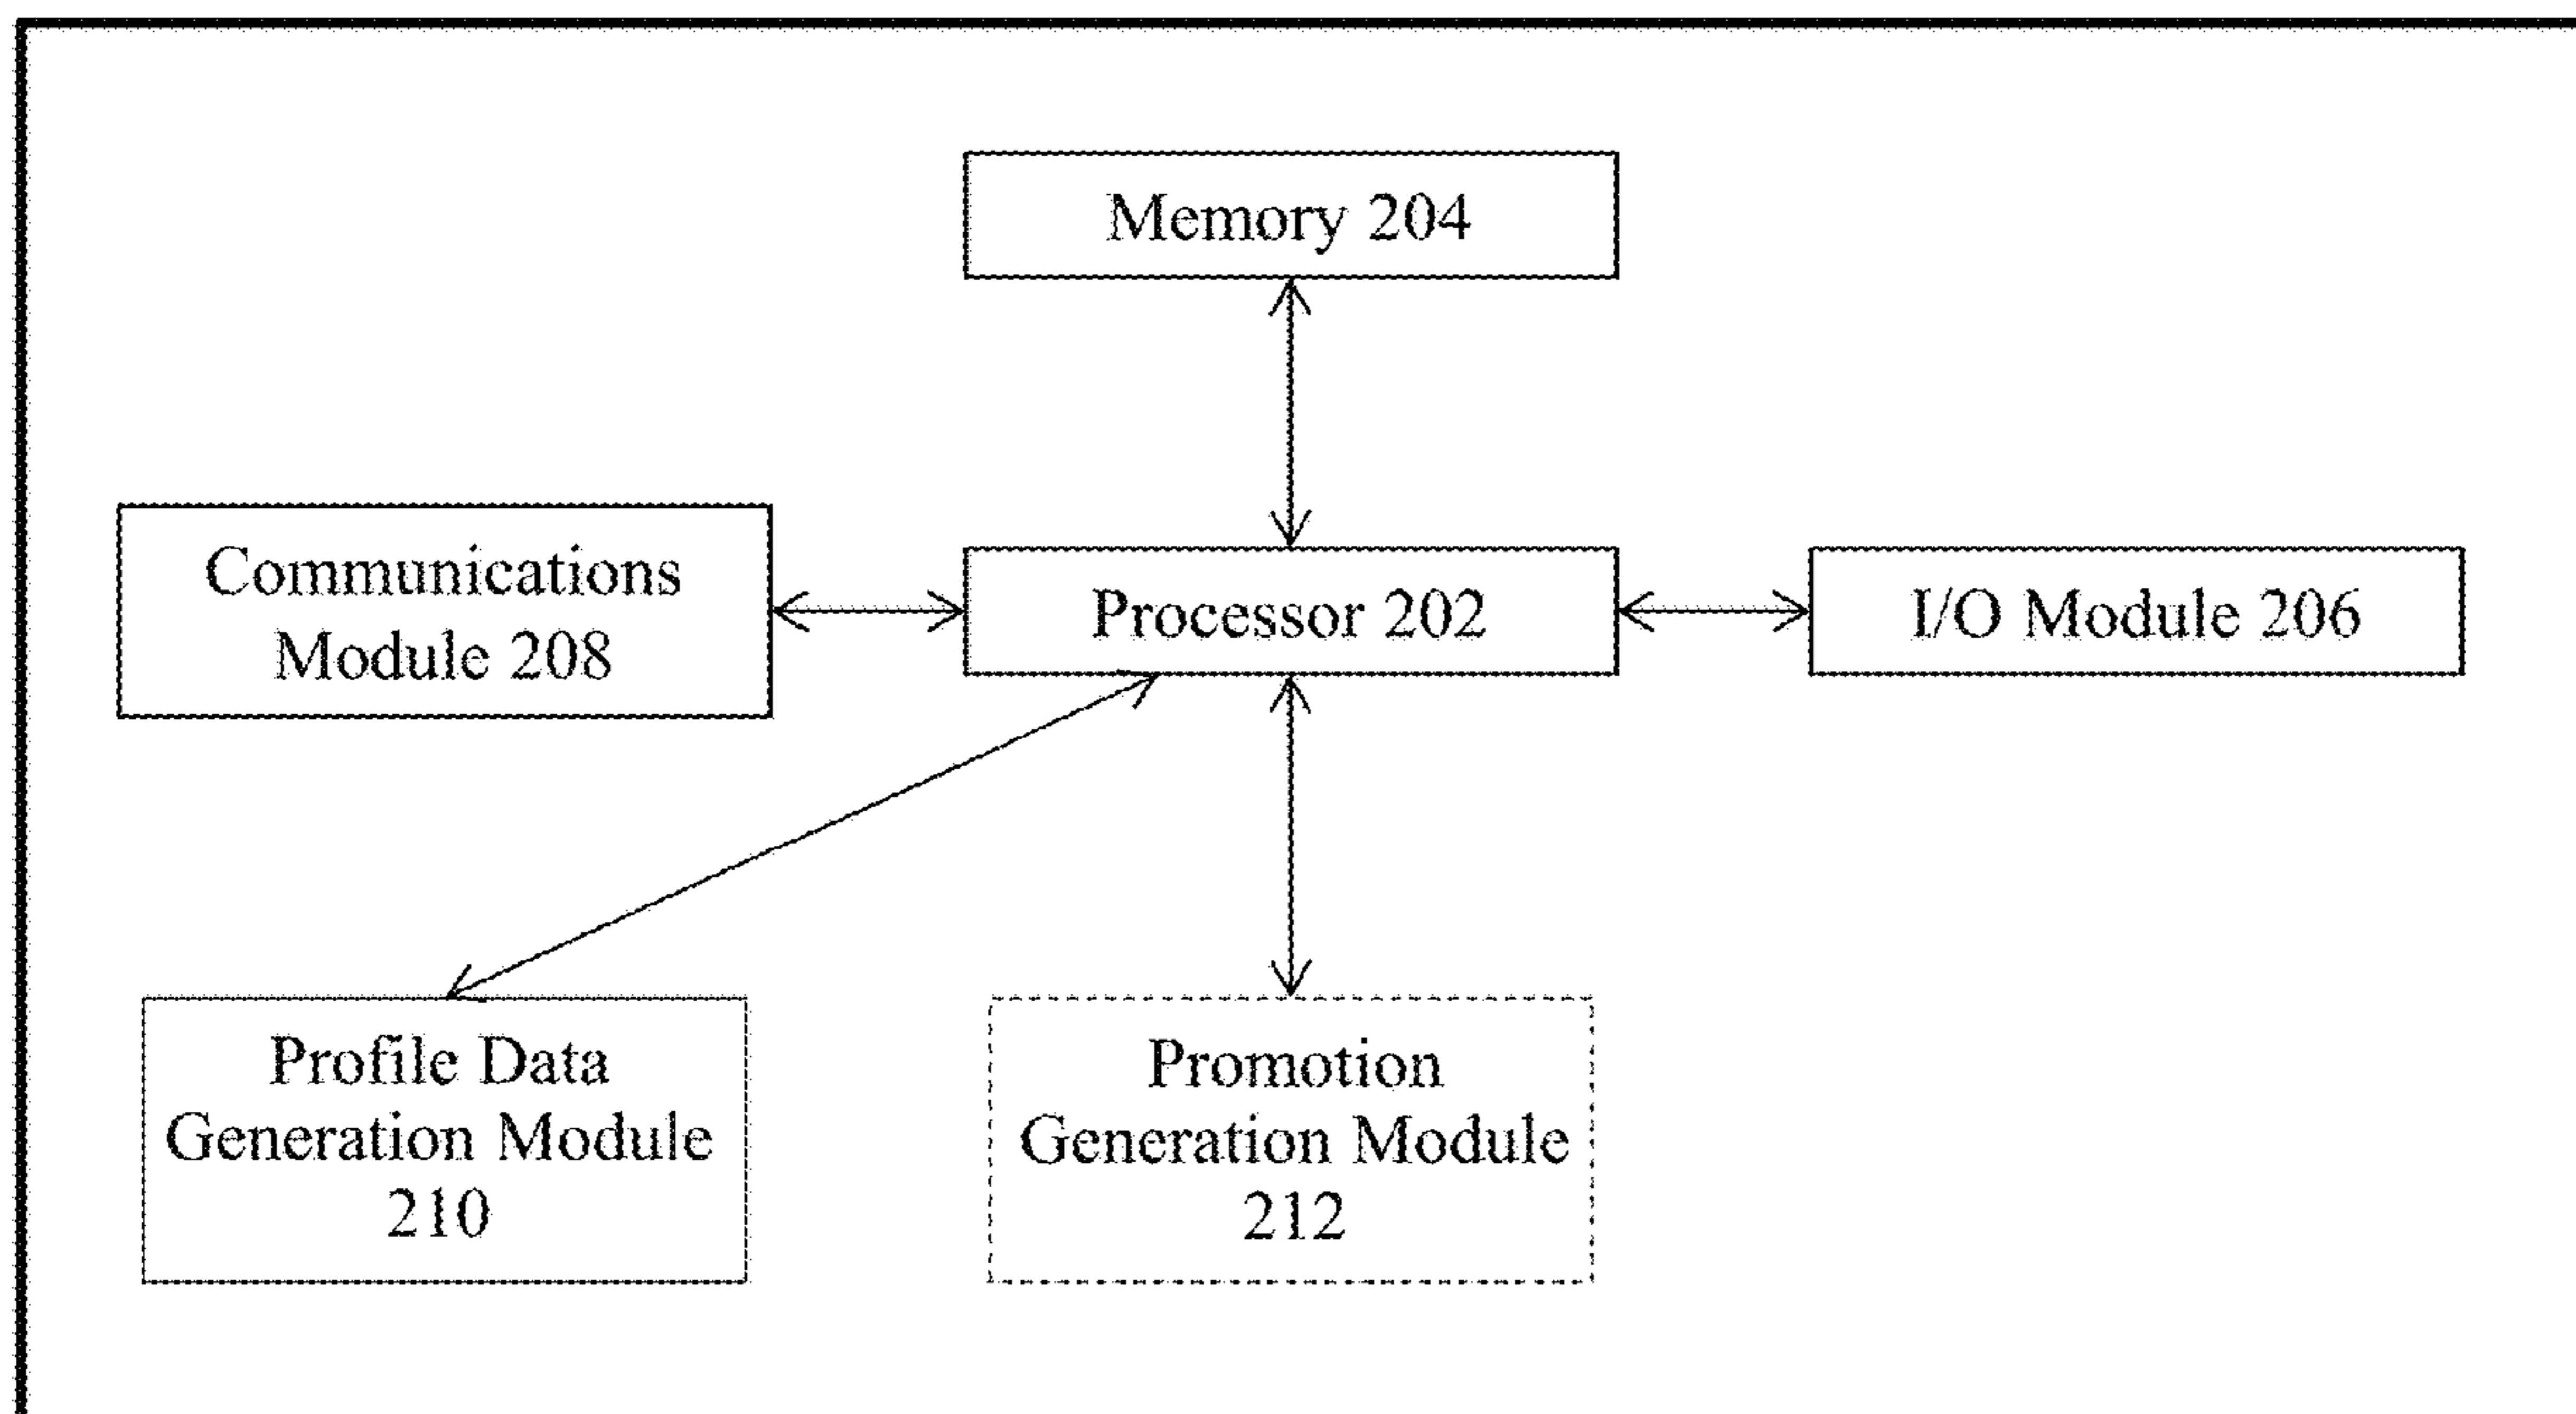 Memory 204
Communications
Module 208
Processor 202
I/O Module 206
Profile Data
Generation Module
210
Promotion
Generation Module
212